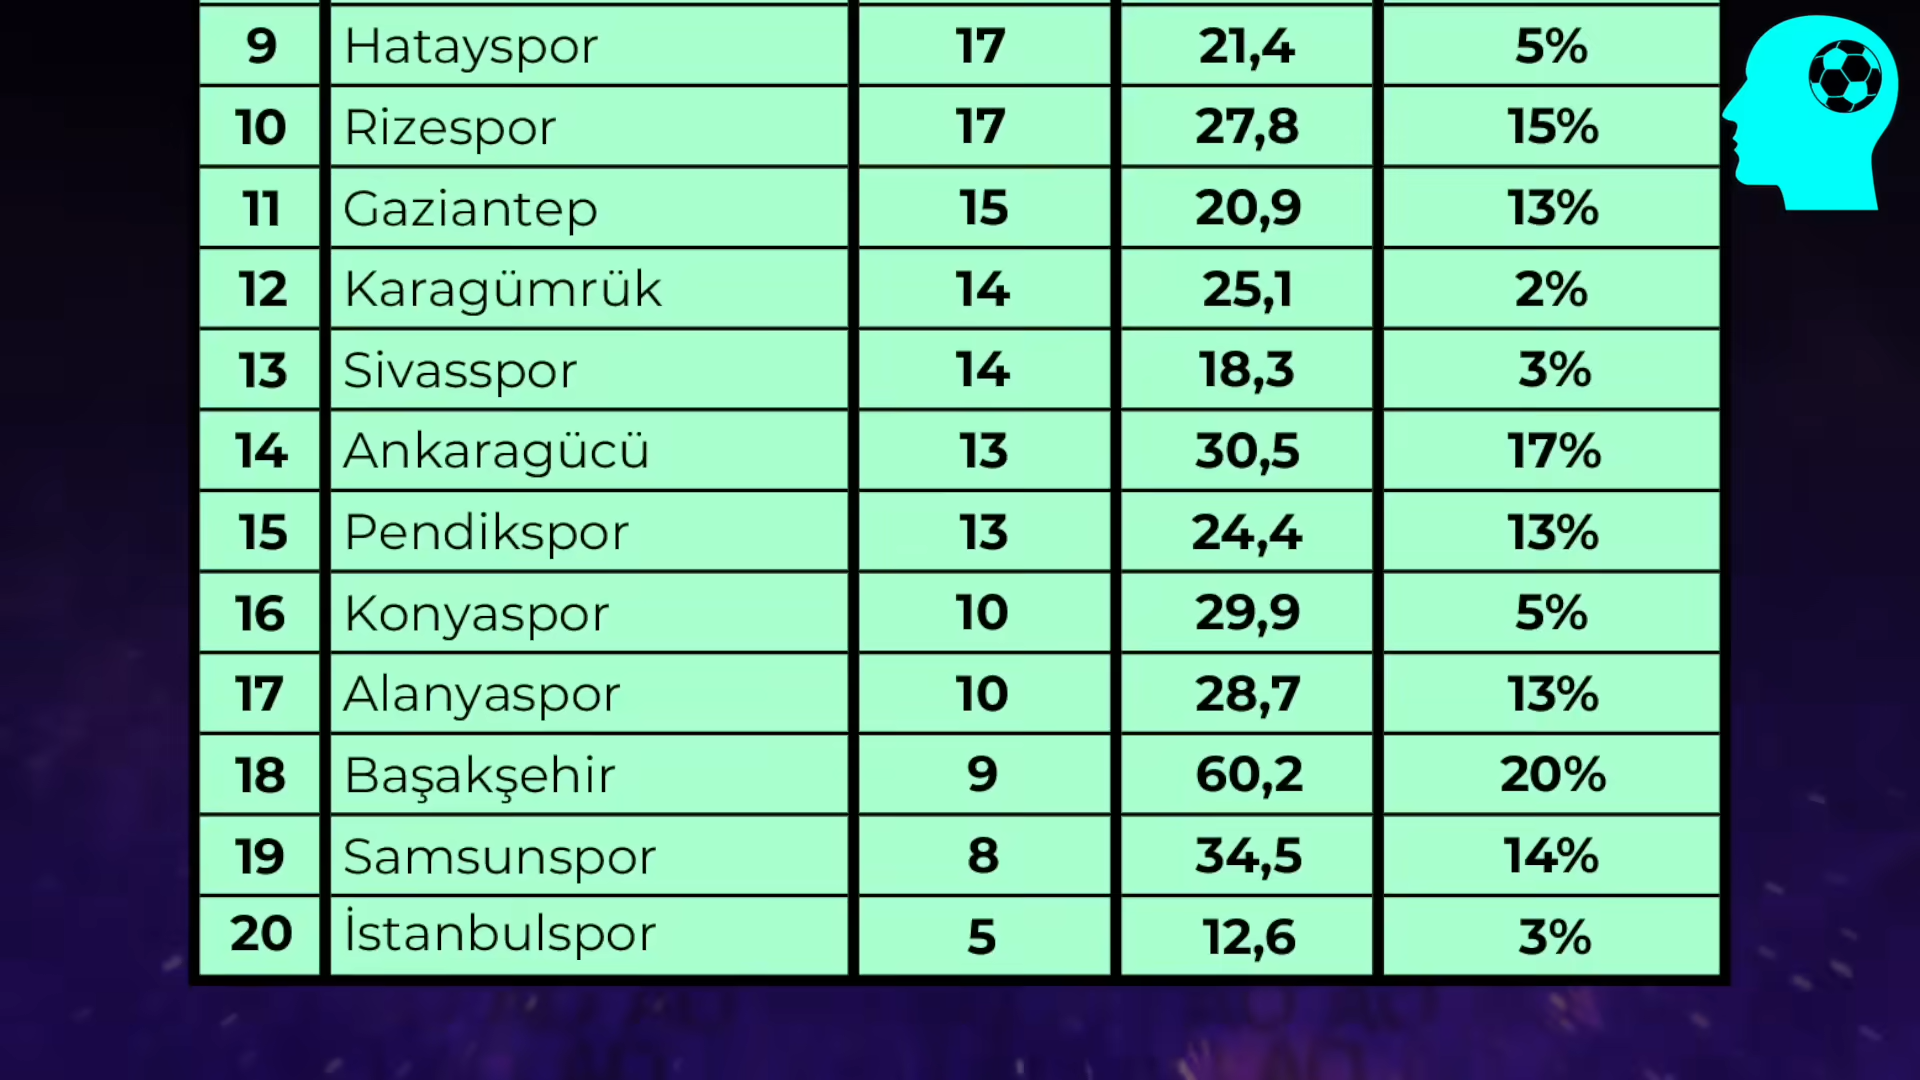 9 Hatayspor 17 21,4 5%
10 Rizespor 17 27,8 15%
11 Gaziantep 15 20,9 13%
12 Karagümrük 14 25,1 2%
13 Sivasspor 14 18,3 3%
14 Ankaragücü 13 30,5 17%
15 Pendikspor 13 24,4 13%
16 Konyaspor 10 29,9 5%
17 Alanyaspor 10 28,7 13%
18 Başakşehir 9 60,2 20%
19 Samsunspor 8 34,5 14%
20 İstanbulspor 5 12,6 3%